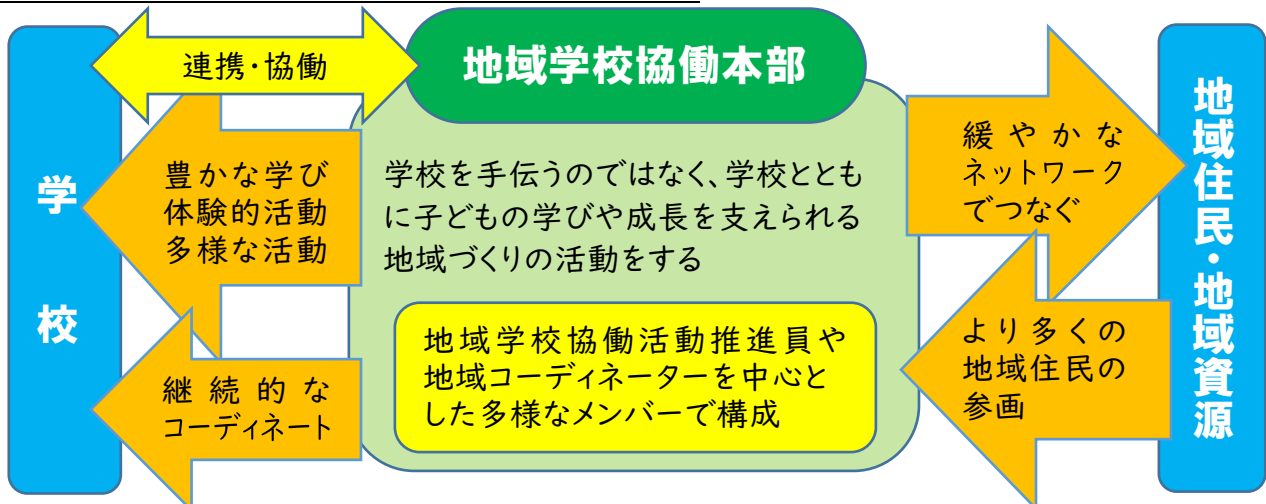 学校
連携・協働
豊かな学び
体験的活動
多様な活動
継続的な
コーディネート
地域学校協働本部
学校を手伝うのではなく、学校ととも
に子どもの学びや成長を支えられる
地域づくりの活動をする
地域学校協働活動推進員や
地域コーディネーターを中心と
した多様なメンバーで構成
緩やかな
ネットワーク
でつなぐ
より多くの
地域住民の
参画
地域住民・地域資源